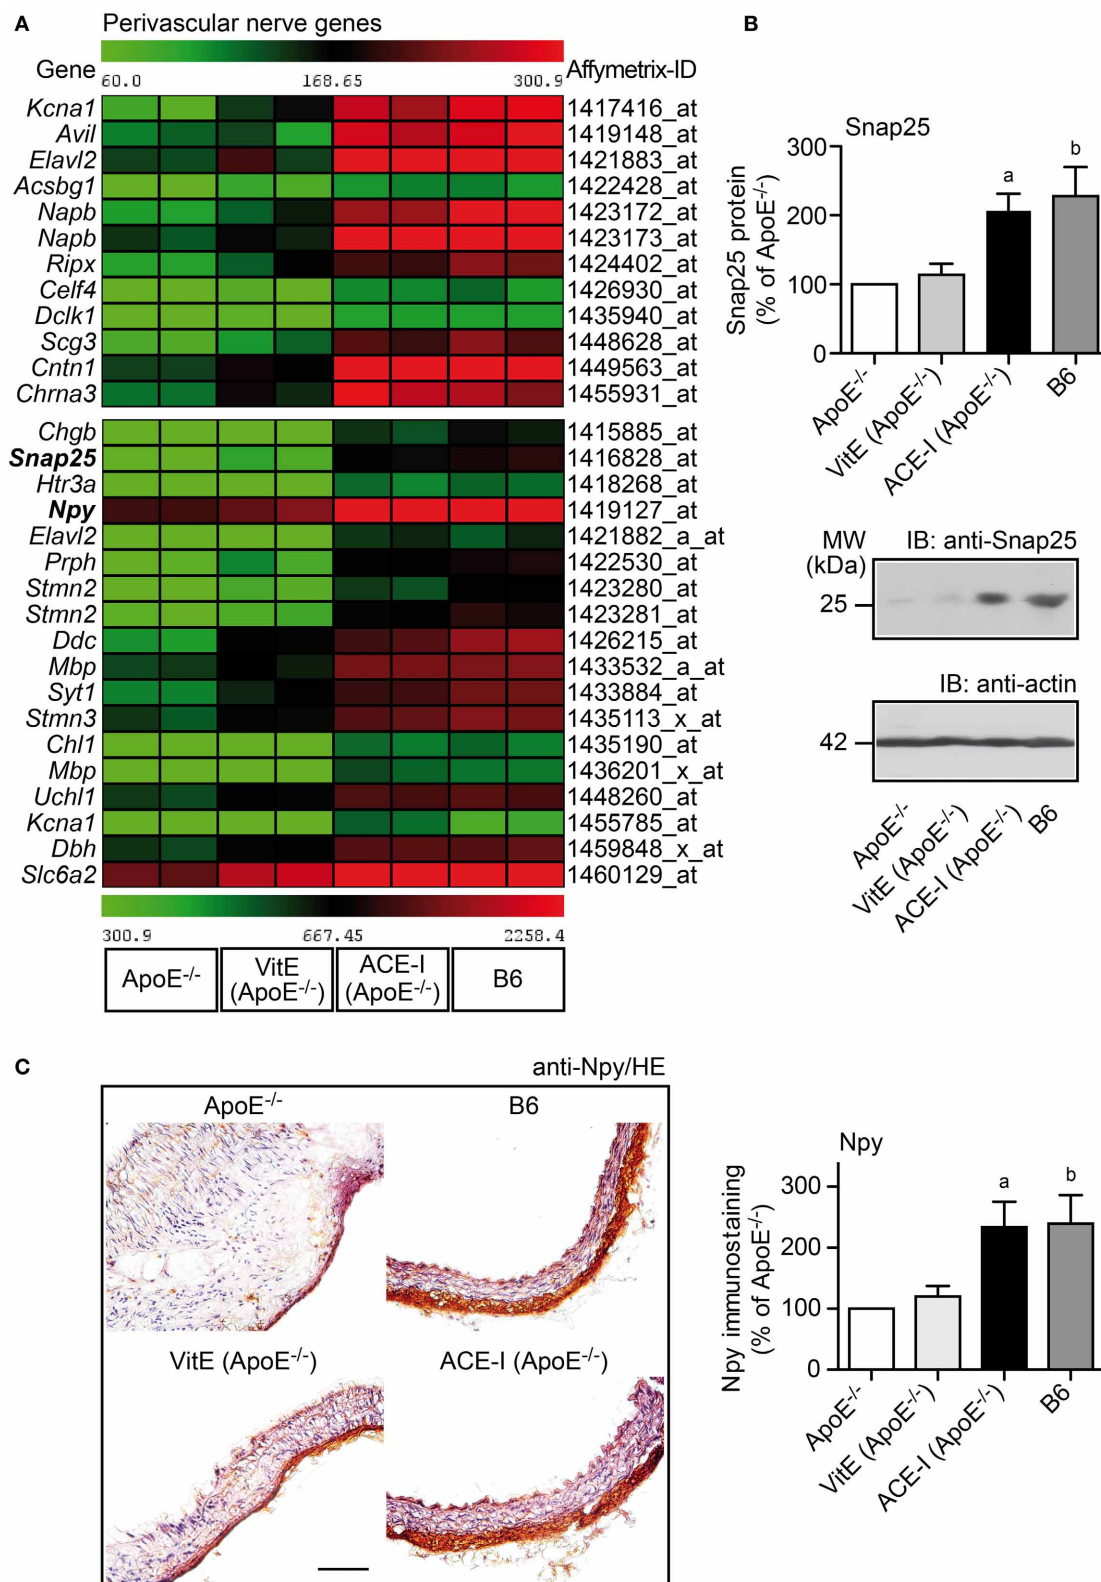 A
Perivascular nerve genes
Gene
Affymetrix-ID
60.0 168.65 300.9
Kcna1 1417416_at
Avil 1419148_at
Elavl2 1421883_at
Acsbg1 1422428_at
Napb 1423172_at
Napb 1423173_at
Ripx 1424402_at
Celf4 1426930_at
Dclk1 1435940_at
Scg3 1448628_at
Cntn1 1449563_at
Chrna3 1455931_at
Chgb 1415885_at
Snap25 1416828_at
Htr3a 1418268_at
Npy 1419127_at
Elavl2 1421882_a_at
Prph 1422530_at
Stmn2 1423280_at
Stmn2 1423281_at
Ddc 1426215_at
Mbp 1433532_a_at
Syt1 1433884_at
Stmn3 1435113_x_at
Chl1 1435190_at
Mbp 1436201_x_at
Uchl1 1448260_at
Kcna1 1455785_at
Dbh 1459848_x_at
Slc6a2 1460129_at
300.9 667.45 2258.4
ApoE-/-
VitE
(ApoE-/-)
ACE-I
(ApoE-/-)
B6
B
Snap25
Snap25 protein
(% of ApoE-/-)
300
200
100
0
a
b
ApoE-/-
VitE (ApoE-/-)
ACE-I (ApoE-/-)
B6
MW
(kDa)
IB: anti-Snap25
25
IB: anti-actin
42
ApoE-/-
VitE (ApoE-/-)
ACE-I (ApoE-/-)
B6
C
anti-Npy/HE
ApoE-/-
B6
VitE (ApoE-/-)
ACE-I (ApoE-/-)
Npy
Npy immunostaining
(% of ApoE-/-)
300
200
100
0
a
b
ApoE-/-
VitE (ApoE-/-)
ACE-I (ApoE-/-)
B6